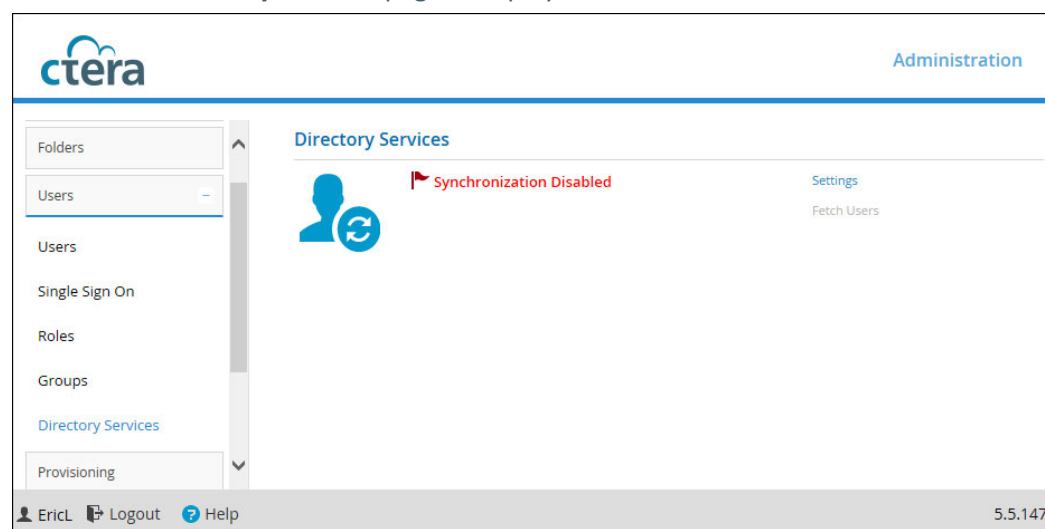 ctera
Administration
Folders
Users
Users
Single Sign On
Roles
Groups
Directory Services
Provisioning
Directory Services
Synchronization Disabled
Settings
Fetch Users
EricL Logout ? Help
5.5.147